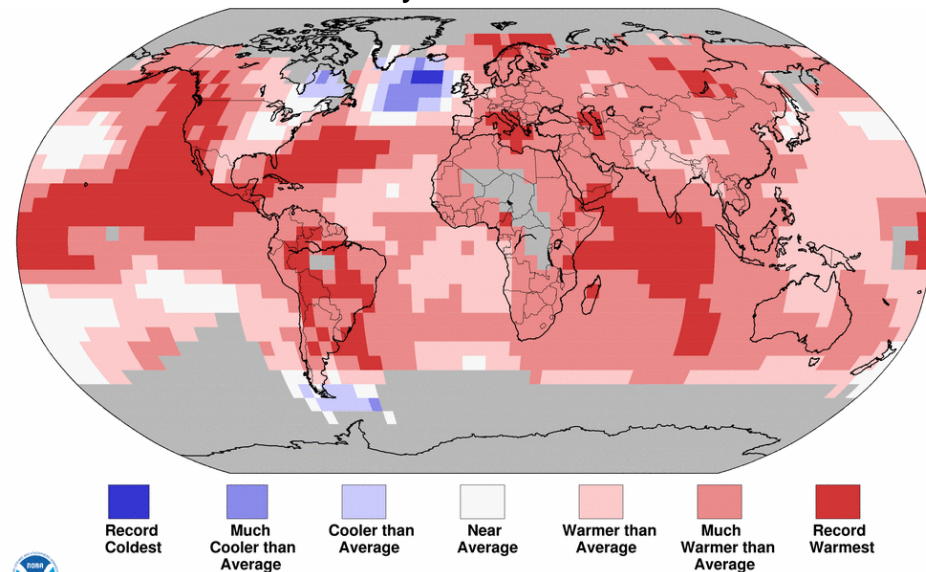 Record
Coldest
Much
Cooler than
Average
Cooler than
Average
Near
Average
Warmer than
Average
Much
Warmer than
Average
Record
Warmest
NOAA